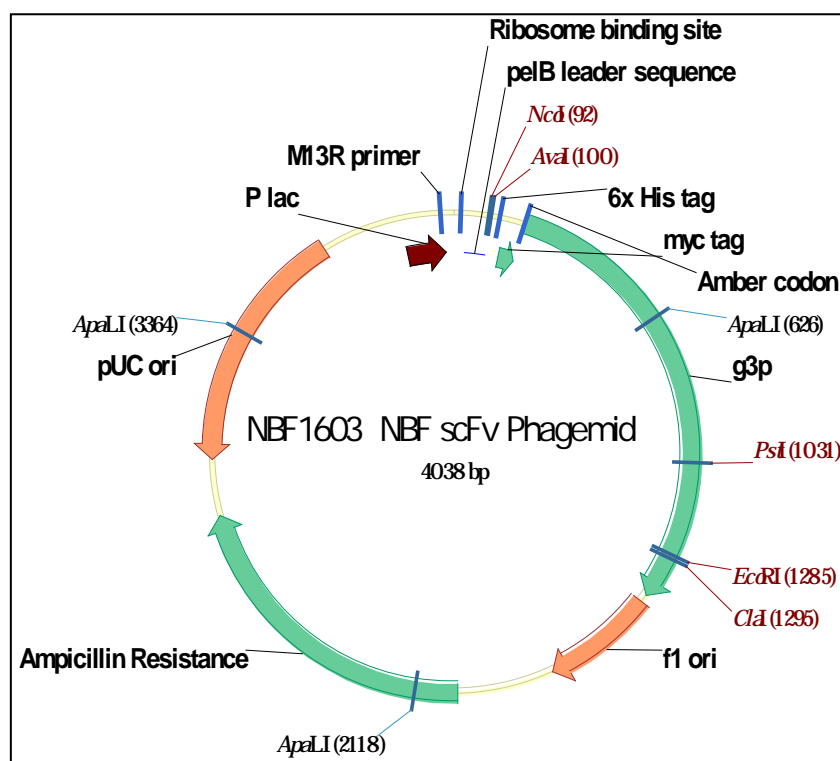 Ribosome binding site
pelB leader sequence
NcoI (92)
AvaI (100)
M13R primer
P lac
6x His tag
myc tag
Amber codon
ApaLI (626)
g3p
ApaLI (3364)
pUC ori
NBF1603 NBF scFv Phagemid
4038 bp
PstI (1031)
EcoRI (1285)
ClaI (1295)
f1 ori
Ampicillin Resistance
ApaLI (2118)